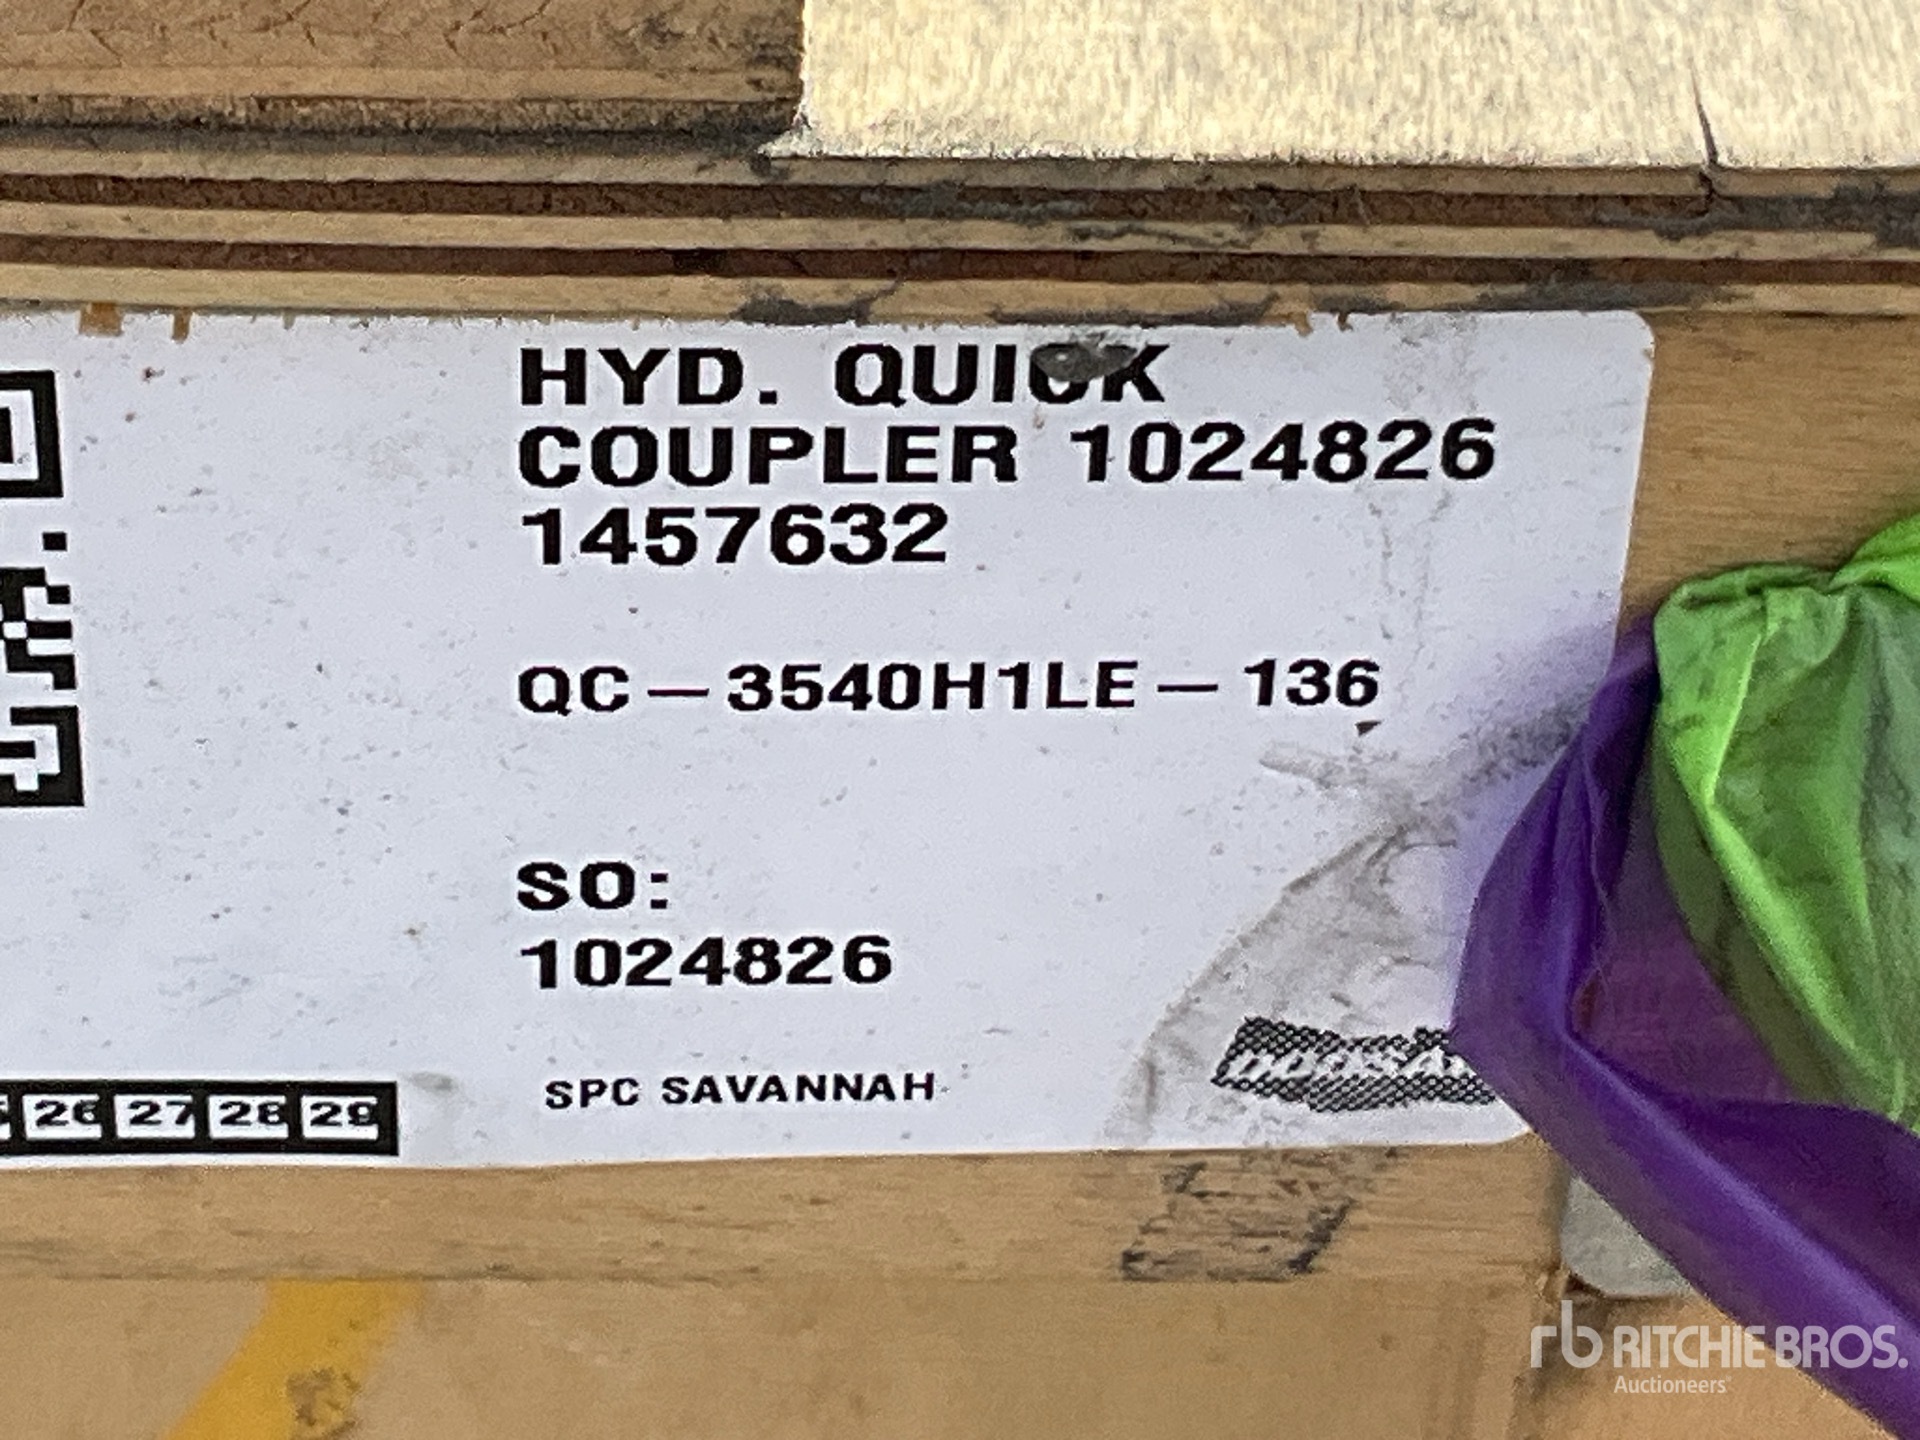 HYD. QUICK
COUPLER 1024826
1457632
QC-3540H1LE-136
SO:
1024826
SPC SAVANNAH
26 27 28 29
rb RITCHIE BROS.
Auctioneers